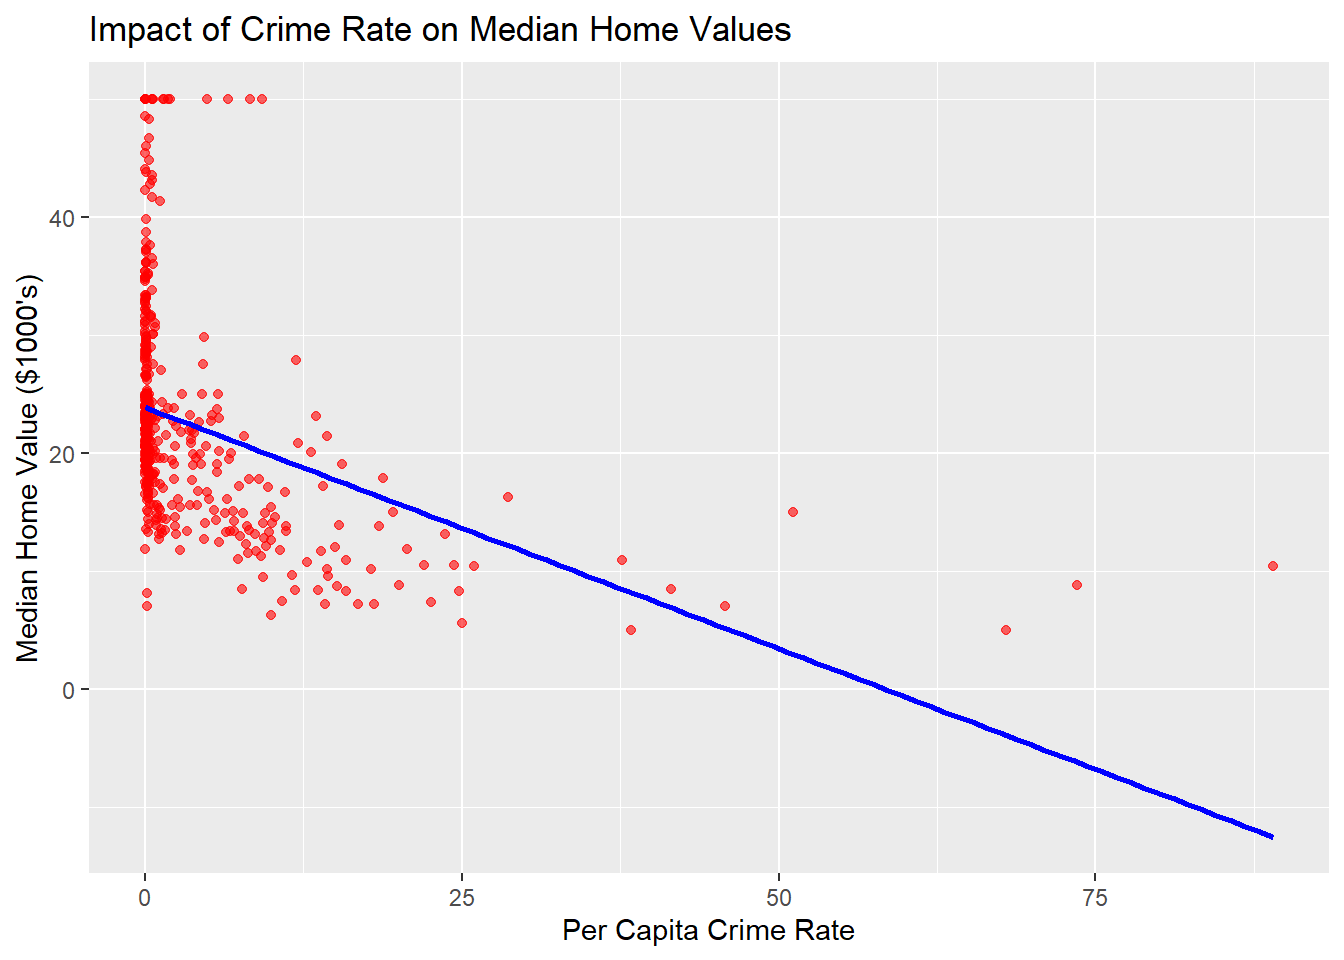 Impact of Crime Rate on Median Home Values
Median Home Value ($1000's)
40
20
0
0 25 50 75
Per Capita Crime Rate